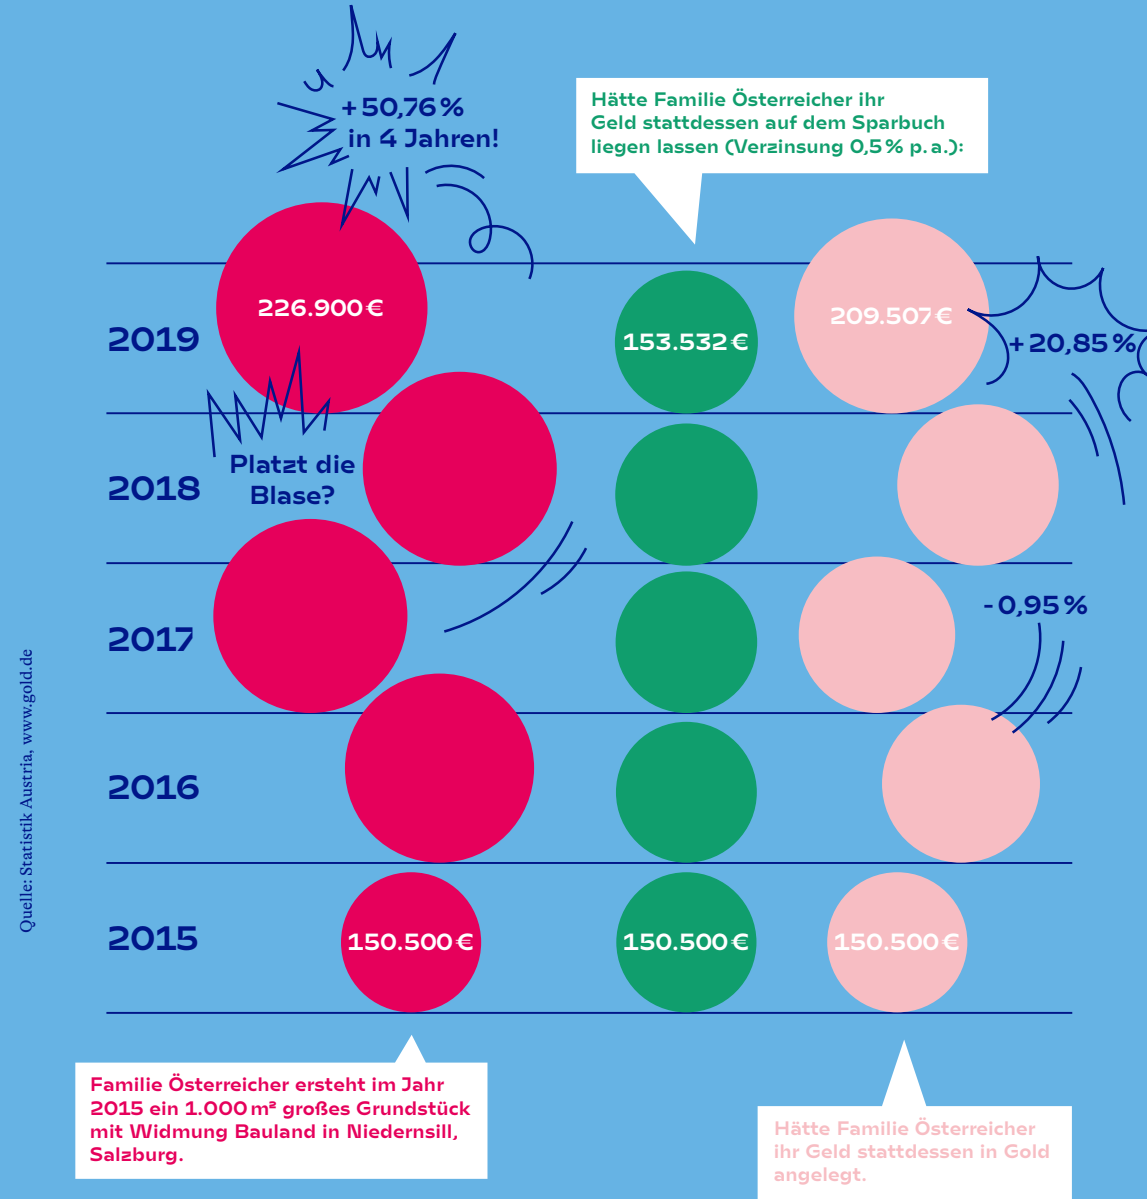 +50,76 %
in 4 Jahren!
Hätte Familie Österreicher ihr
Geld stattdessen auf dem Sparbuch
liegen lassen (Verzinsung 0,5 % p. a.):
2019
226.900 €
153.532 €
209.507 €
+20,85 %
2018
Platzt die
Blase?
2017
-0,95 %
2016
2015
150.500 €
150.500 €
150.500 €
Familie Österreicher ersteht im Jahr
2015 ein 1.000 m² großes Grundstück
mit Widmung Bauland in Niedernsill,
Salzburg.
Hätte Familie Österreicher
ihr Geld stattdessen in Gold
angelegt.
Quelle: Statistik Austria, www.gold.de